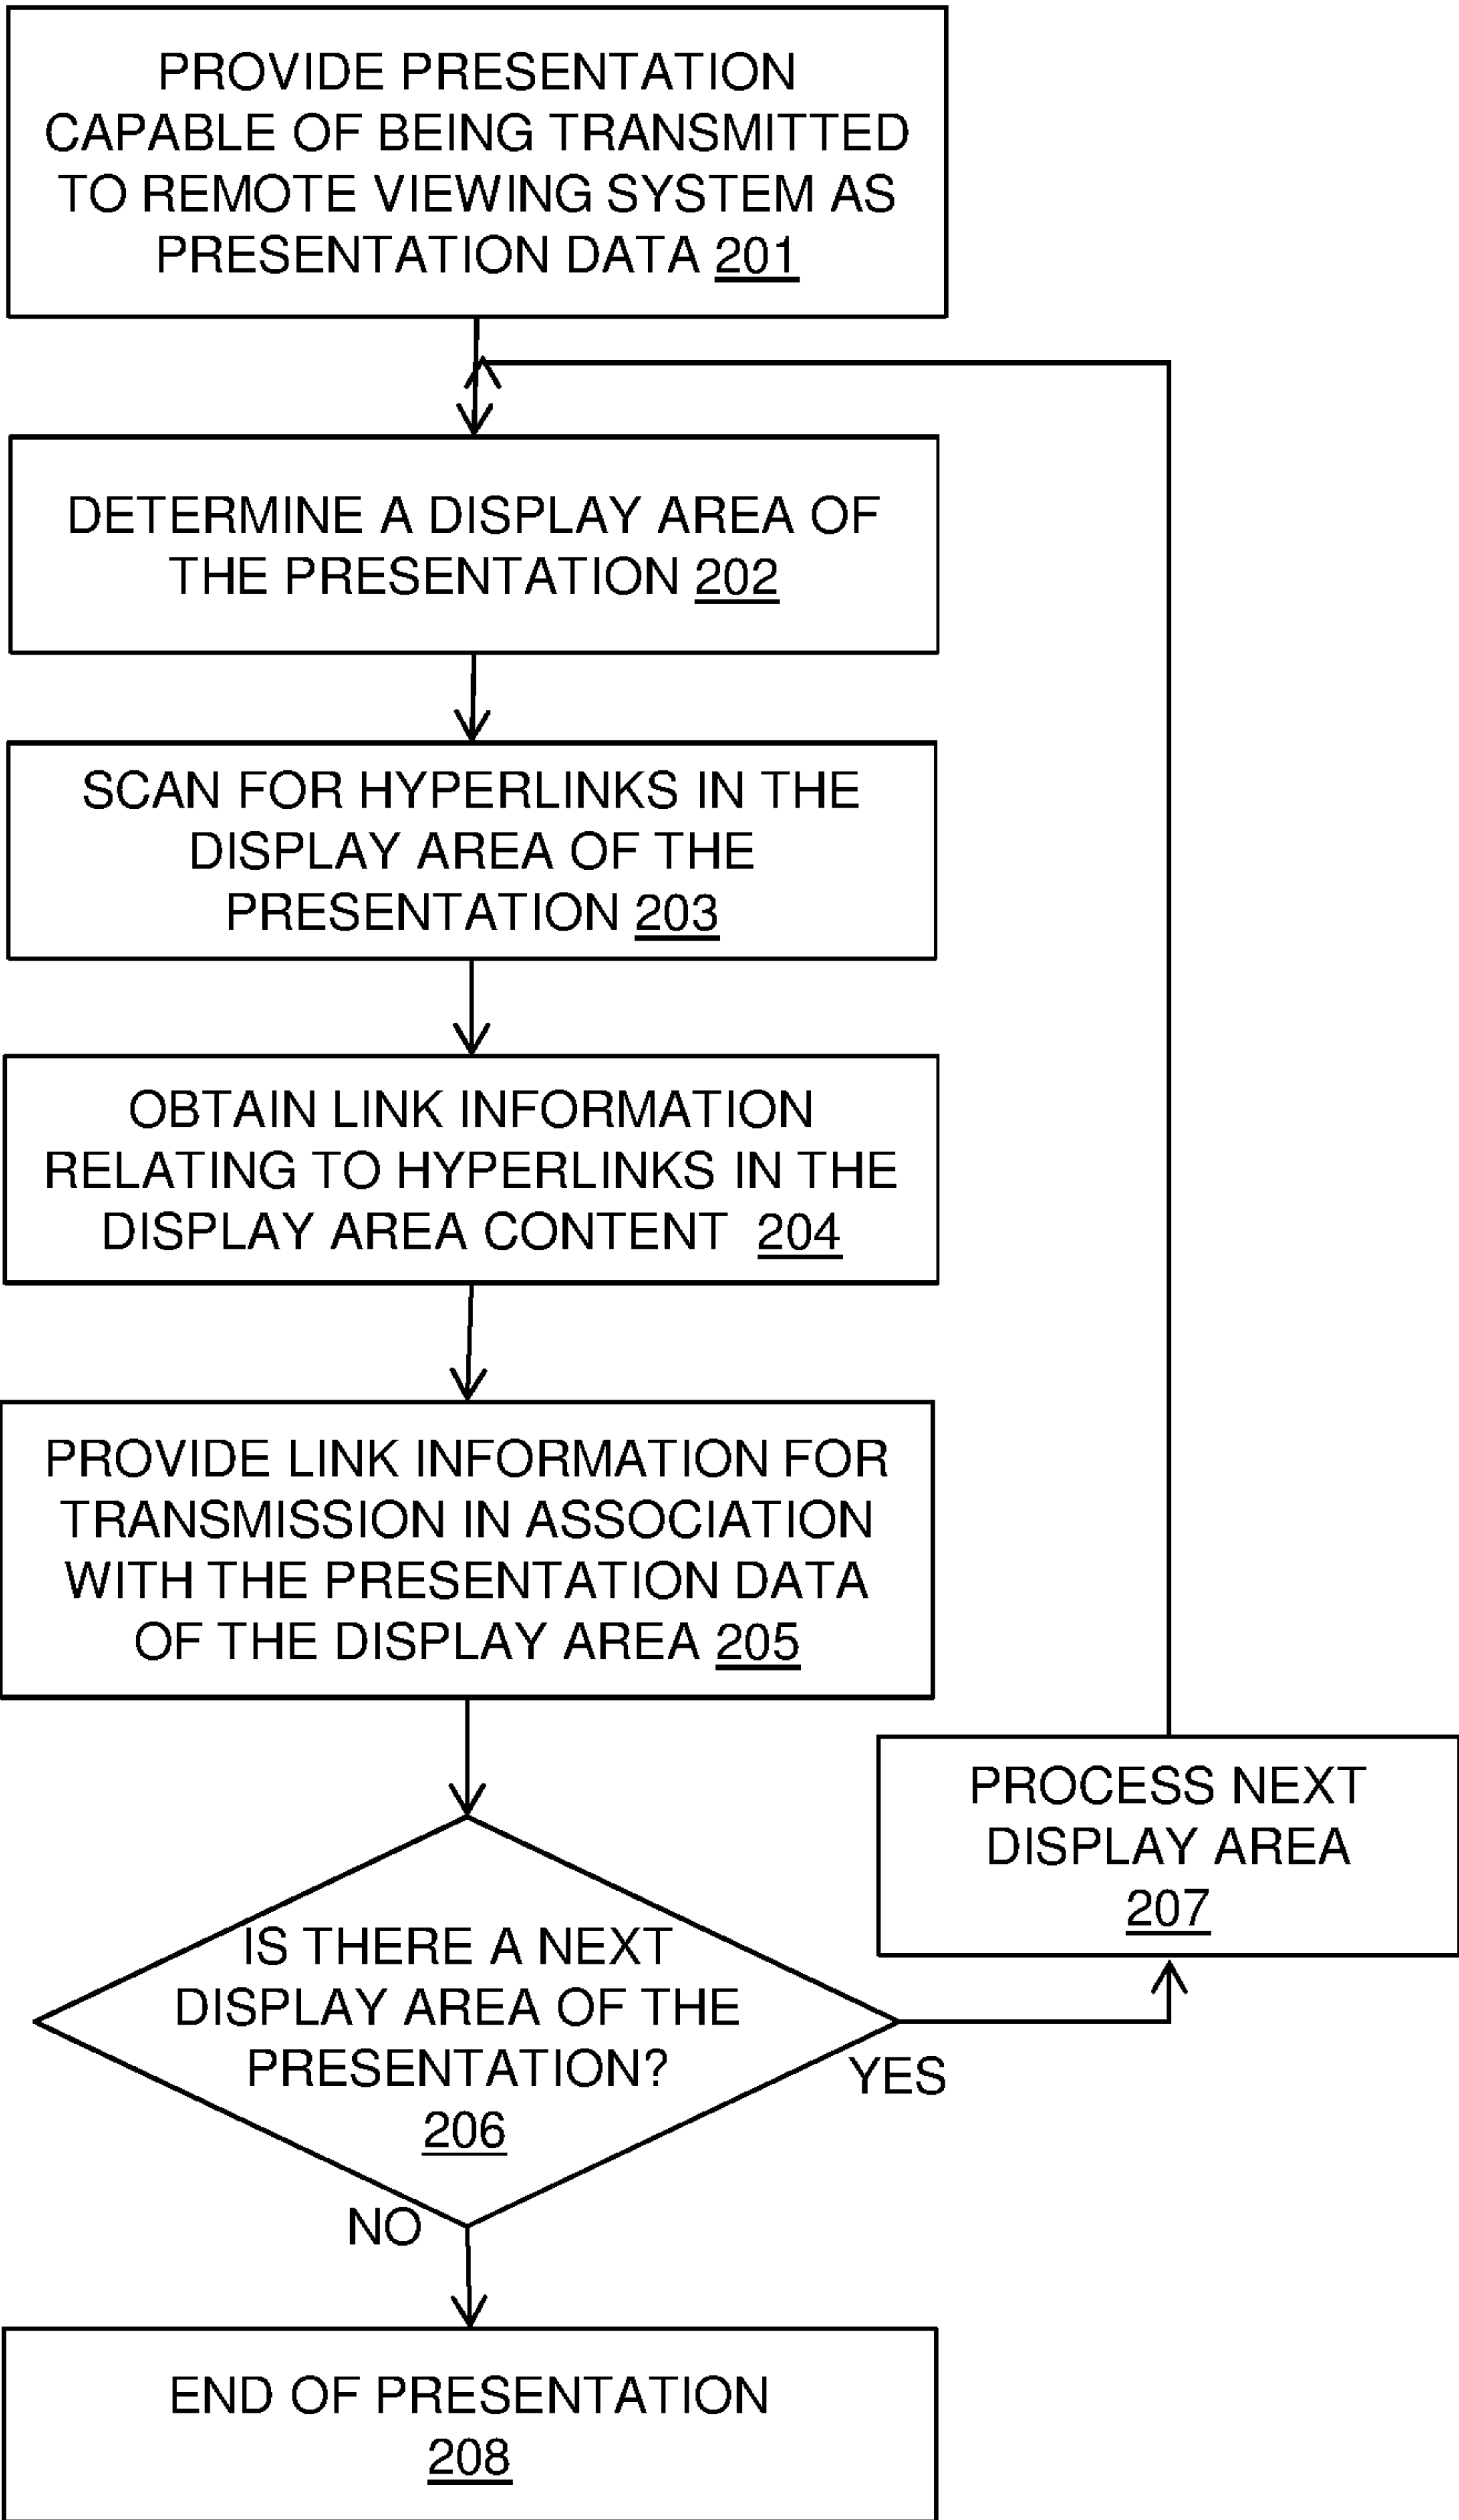 PROVIDE PRESENTATION
CAPABLE OF BEING TRANSMITTED
TO REMOTE VIEWING SYSTEM AS
PRESENTATION DATA 201
DETERMINE A DISPLAY AREA OF
THE PRESENTATION 202
SCAN FOR HYPERLINKS IN THE
DISPLAY AREA OF THE
PRESENTATION 203
OBTAIN LINK INFORMATION
RELATING TO HYPERLINKS IN THE
DISPLAY AREA CONTENT 204
PROVIDE LINK INFORMATION FOR
TRANSMISSION IN ASSOCIATION
WITH THE PRESENTATION DATA
OF THE DISPLAY AREA 205
PROCESS NEXT
DISPLAY AREA
207
IS THERE A NEXT
DISPLAY AREA OF THE
PRESENTATION?
206
YES
NO
END OF PRESENTATION
208